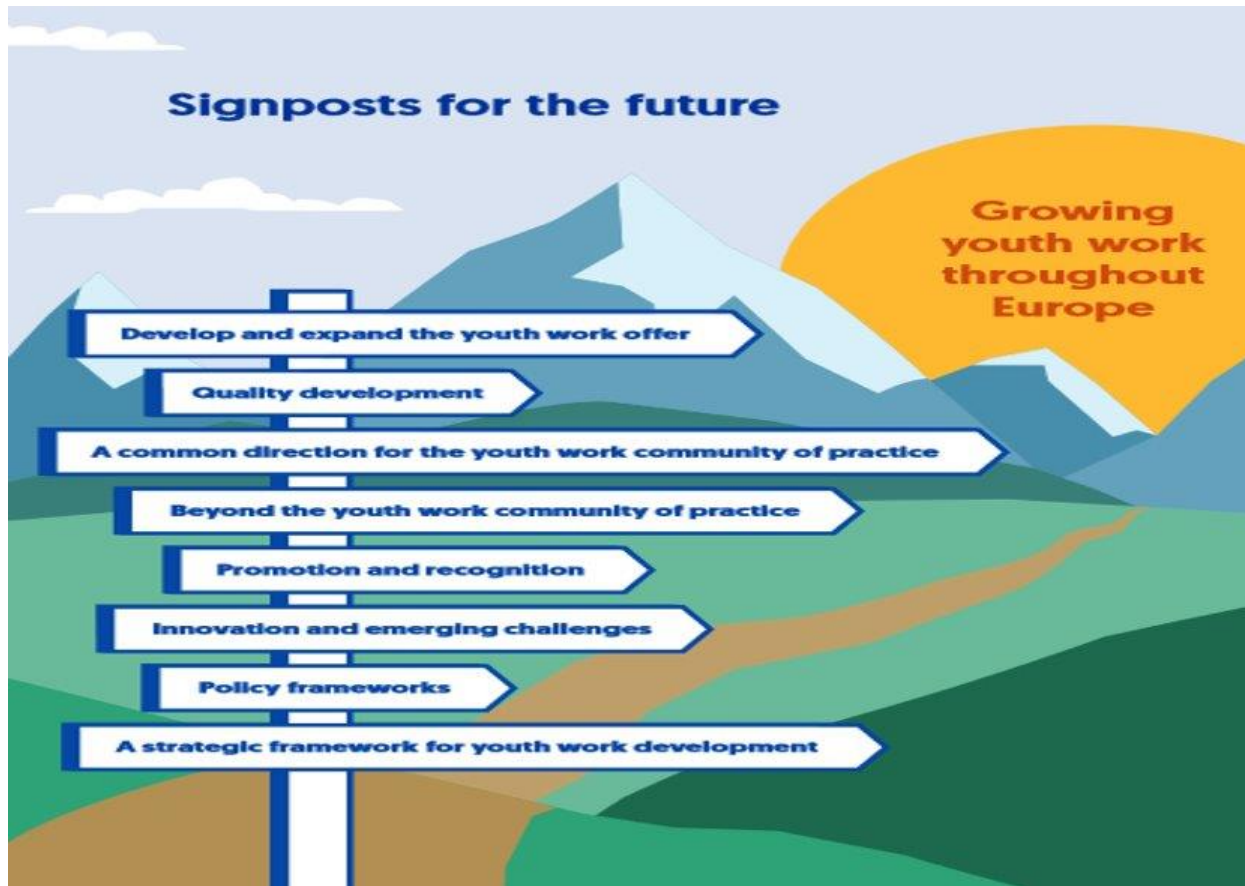 Signposts for the future
Growing
youth work
throughout
Europe
Develop and expand the youth work offer
Quality development
A common direction for the youth work community of practice
Beyond the youth work community of practice
Promotion and recognition
Innovation and emerging challenges
Policy frameworks
A strategic framework for youth work development